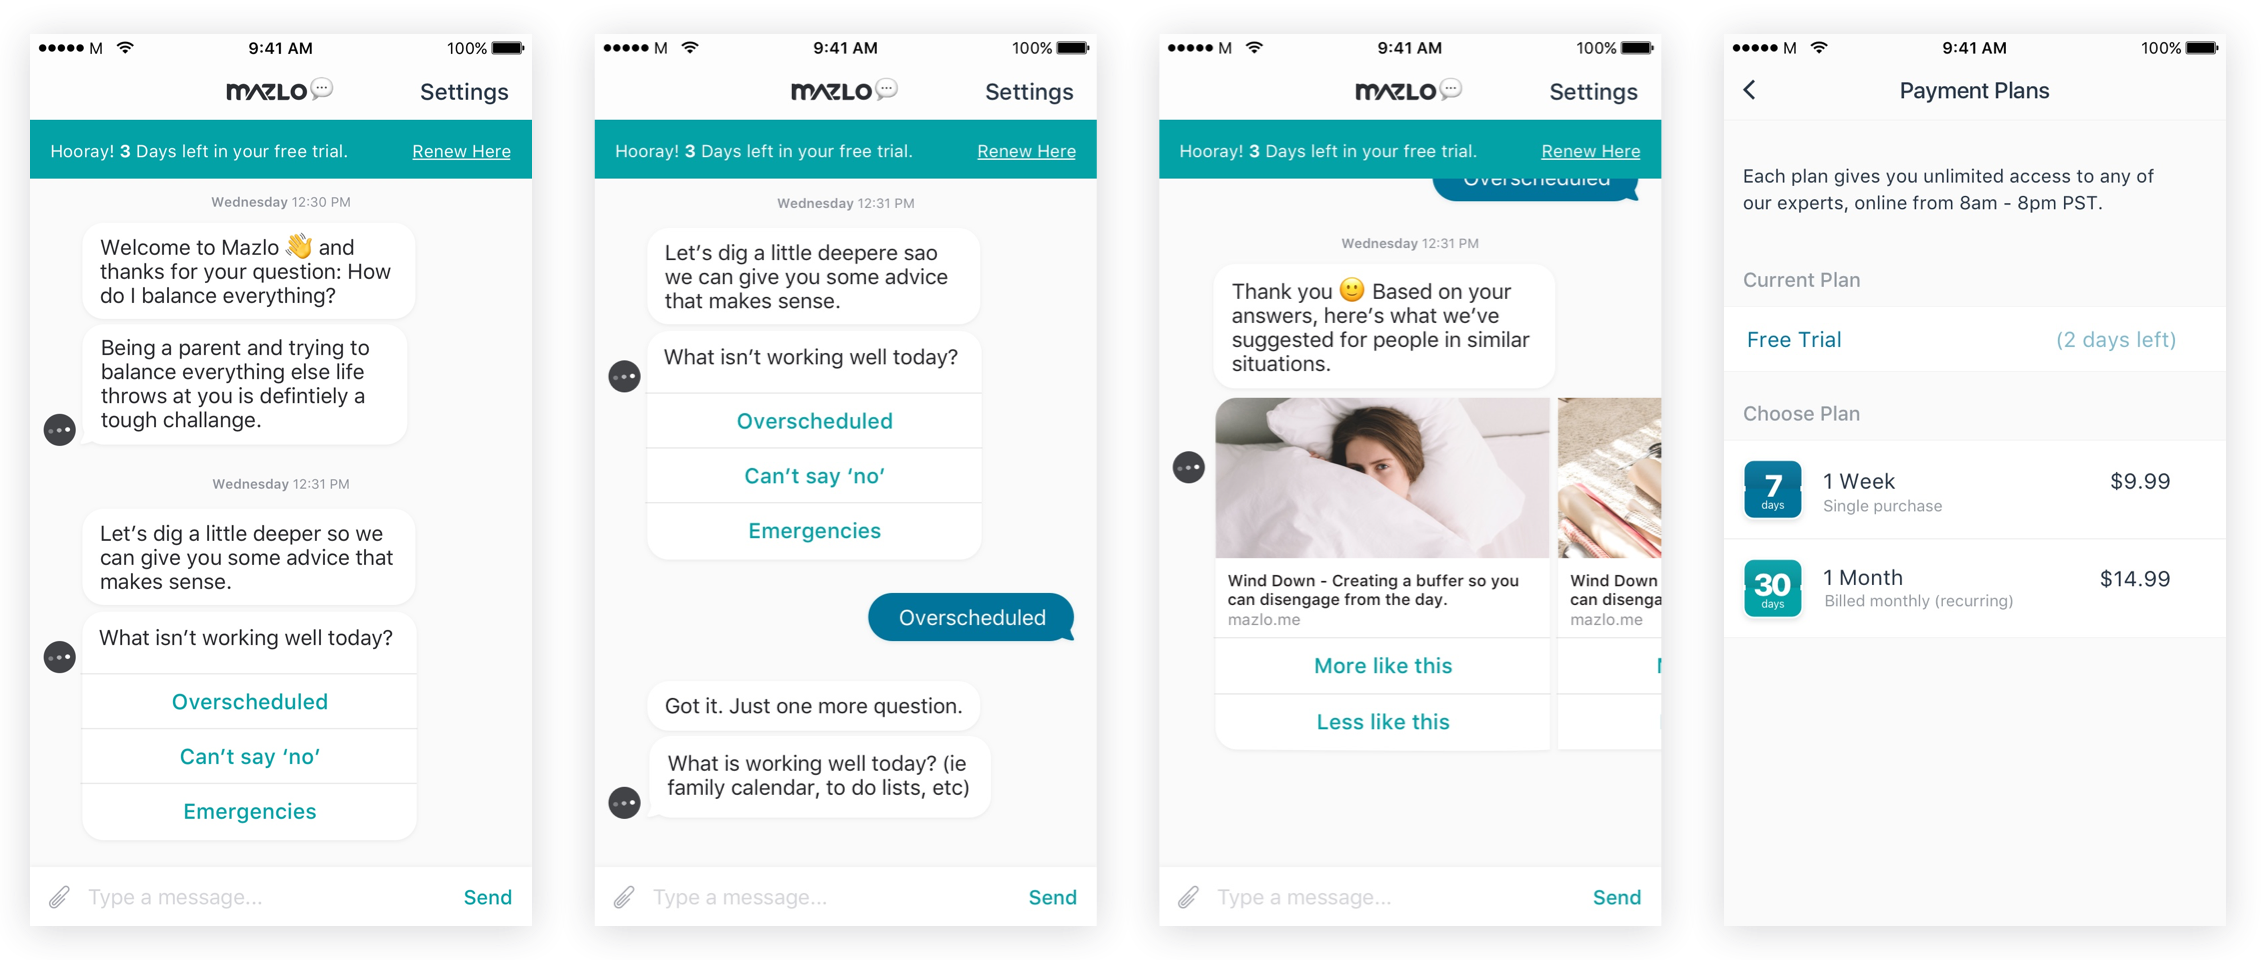 M 9:41 AM 100%
MAZLO Settings
Hooray! 3 Days left in your free trial. Renew Here
Wednesday 12:30 PM
Welcome to Mazlo 👋 and
thanks for your question: How
do I balance everything?
Being a parent and trying to
balance everything else life
throws at you is defintiely a
tough challange.
Wednesday 12:31 PM
Let’s dig a little deeper so we
can give you some advice that
makes sense.
What isn’t working well today?
Overscheduled
Can’t say ‘no’
Emergencies
Type a message...
Send
M 9:41 AM 100%
MAZLO Settings
Hooray! 3 Days left in your free trial. Renew Here
Wednesday 12:31 PM
Let’s dig a little deepere sao
we can give you some advice
that makes sense.
What isn’t working well today?
Overscheduled
Can’t say ‘no’
Emergencies
Overscheduled
Got it. Just one more question.
What is working well today? (ie
family calendar, to do lists, etc)
Type a message...
Send
M 9:41 AM 100%
MAZLO Settings
Hooray! 3 Days left in your free trial. Renew Here
Overscheduled
Wednesday 12:31 PM
Thank you 🙂 Based on your
answers, here’s what we’ve
suggested for people in similar
situations.
Wind Down - Creating a buffer so you
can disengage from the day.
mazlo.me
More like this
Less like this
Wind Down
can disenga
mazlo.me
Type a message...
Send
M 9:41 AM 100%
Payment Plans
Each plan gives you unlimited access to any of
our experts, online from 8am - 8pm PST.
Current Plan
Free Trial (2 days left)
Choose Plan
7 days
1 Week $9.99
Single purchase
30 days
1 Month $14.99
Billed monthly (recurring)